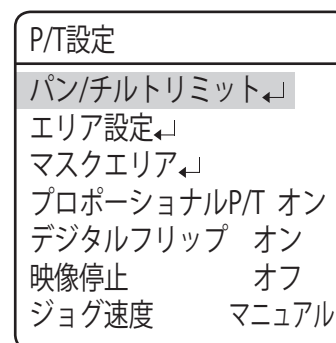 P/T設定
パン/チルトリミット↵
エリア設定↵
マスクエリア↵
プロポーショナルP/T オン
デジタルフリップ オン
映像停止 オフ
ジョグ速度 マニュアル